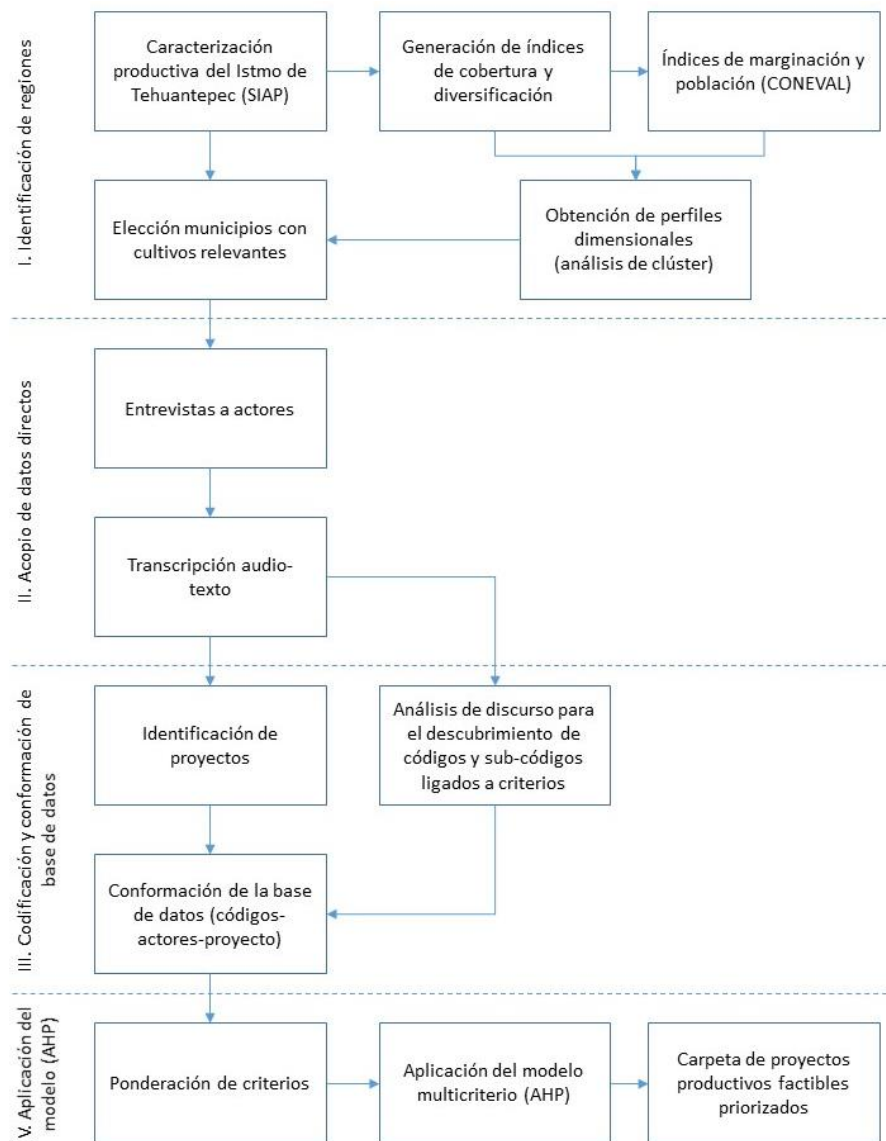 I. Identificación de regiones
Caracterización
productiva del Istmo de
Tehuantepec (SIAP)
Generación de índices
de cobertura y
diversificación
Índices de marginación y
población (CONEVAL)
Elección municipios con
cultivos relevantes
Obtención de perfiles
dimensionales
(análisis de clúster)
II. Acopio de datos directos
Entrevistas a actores
Transcripción audio-
texto
III. Codificación y conformación de
base de datos
Identificación de
proyectos
Análisis de discurso para
el descubrimiento de
códigos y sub-códigos
ligados a criterios
Conformación de la base
de datos (códigos-
actores-proyecto)
V. Aplicación del
modelo (AHP)
Ponderación de criterios
Aplicación del modelo
multicriterio (AHP)
Carpeta de proyectos
productivos factibles
priorizados